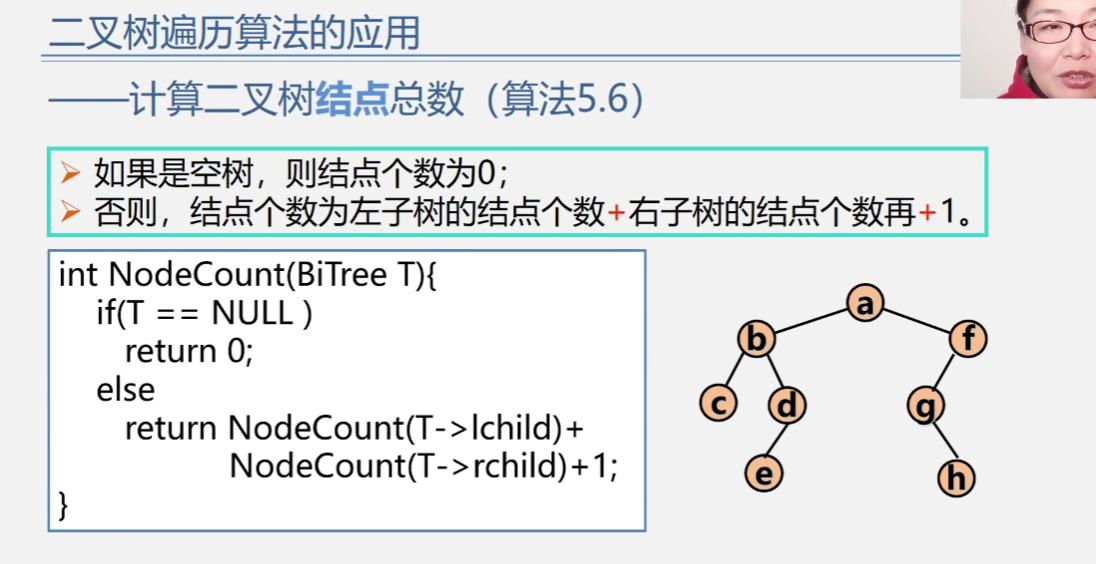 二叉树遍历算法的应用
——计算二叉树结点总数（算法5.6）
➢ 如果是空树，则结点个数为0；
➢ 否则，结点个数为左子树的结点个数+右子树的结点个数再+1。
int NodeCount(BiTree T){
if(T == NULL )
return 0;
else
return NodeCount(T->lchild)+
NodeCount(T->rchild)+1;
}
a
b f
c d g
e h